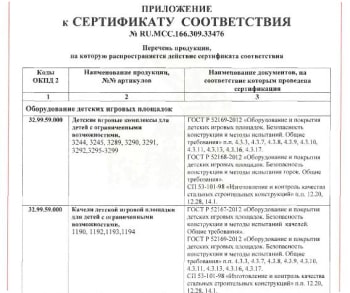 ПРИЛОЖЕНИЕ
к СЕРТИФИКАТУ СООТВЕТСТВИЯ
№ RU.МСС.166.309.33476
Перечень продукции,
на которую распространяется действие сертификата соответствия
Коды ОКПД 2
Наименование продукции, №№ артикулов
Наименование документов, на соответствие которым проведена сертификация
1 2 3
Оборудование детских игровых площадок
32.99.59.000
Детские игровые комплексы для
детей с ограниченными
возможностями,
3244, 3245, 3289, 3290, 3291,
3292,3295-3299
ГОСТ Р 52169-2012 «Оборудование и покрытия
детских игровых площадок. Безопасность
конструкции и методы испытаний. Общие
требования» п.п. 4.3.3, 4.3.7, 4.3.8, 4.3.9, 4.3.10,
4.3.11, 4.3.13, 4.3.16, 4.3.17.
ГОСТ Р 52168-2012 «Оборудование и покрытия
детских игровых площадок. Безопасность
конструкции и методы испытания горок. Общие
требования».
СП 53-101-98 «Изготовление и контроль качества
стальных строительных конструкций» п.п. 4.20, 12.20,
12.28, 14.1.
32.99.59.000
Качели детской игровой площадки
для детей с ограниченными
возможностями,
1190, 1192,1193,1194
ГОСТ Р 52167-2012 «Оборудование и покрытия
детских игровых площадок. Безопасность
конструкции и методы испытаний качелей.
Общие требования».
ГОСТ Р 52169-2012 «Оборудование и покрытия
детских игровых площадок. Безопасность
конструкции и методы испытаний. Общие
требования» п.п. 4.3.3, 4.3.7, 4.3.8, 4.3.9, 4.3.10,
4.3.11, 4.3.13, 4.3.16, 4.3.17.
СП 53-101-98 «Изготовление и контроль качества
стальных строительных конструкций» п.п. 4.20,
12.20, 12.28, 14.1.